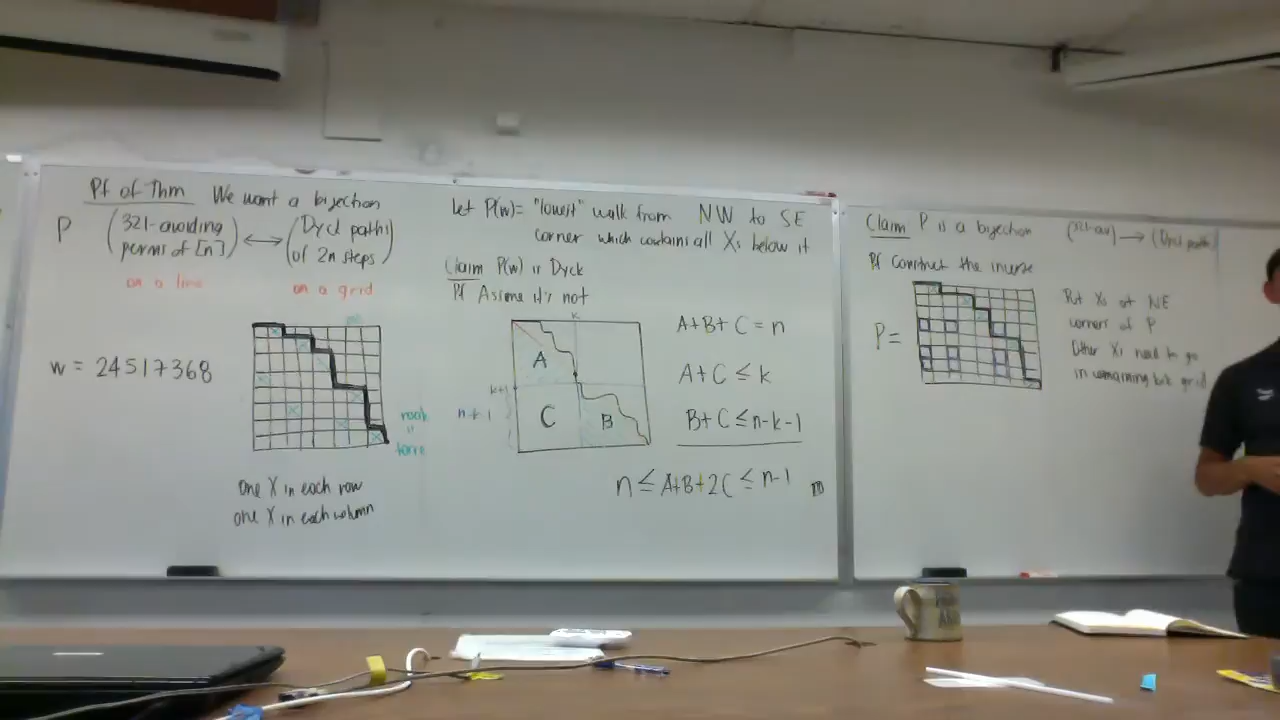 Pf of Thm We want a bijection
P (321-avoiding perms of [n]) ⟷ (Dyck paths of 2n steps)
on a line
on a grid
w = 24517368
rook
"
torre
one X in each row
one X in each column
Let P(w) = "lowest" walk from NW to SE
corner which contains all Xs below it
Claim P(w) is Dyck
Pf Assume it's not
k
A
k+1
C
B
A+B+C = n
A+C ≤ k
B+C ≤ n-k-1
n ≤ A+B+2C ≤ n-1
Claim P is a bijection → (Dyck paths)
Pf Construct the inverse
P =
Put Xs at NE
corners of P
Other Xs need to go
in remaining grid